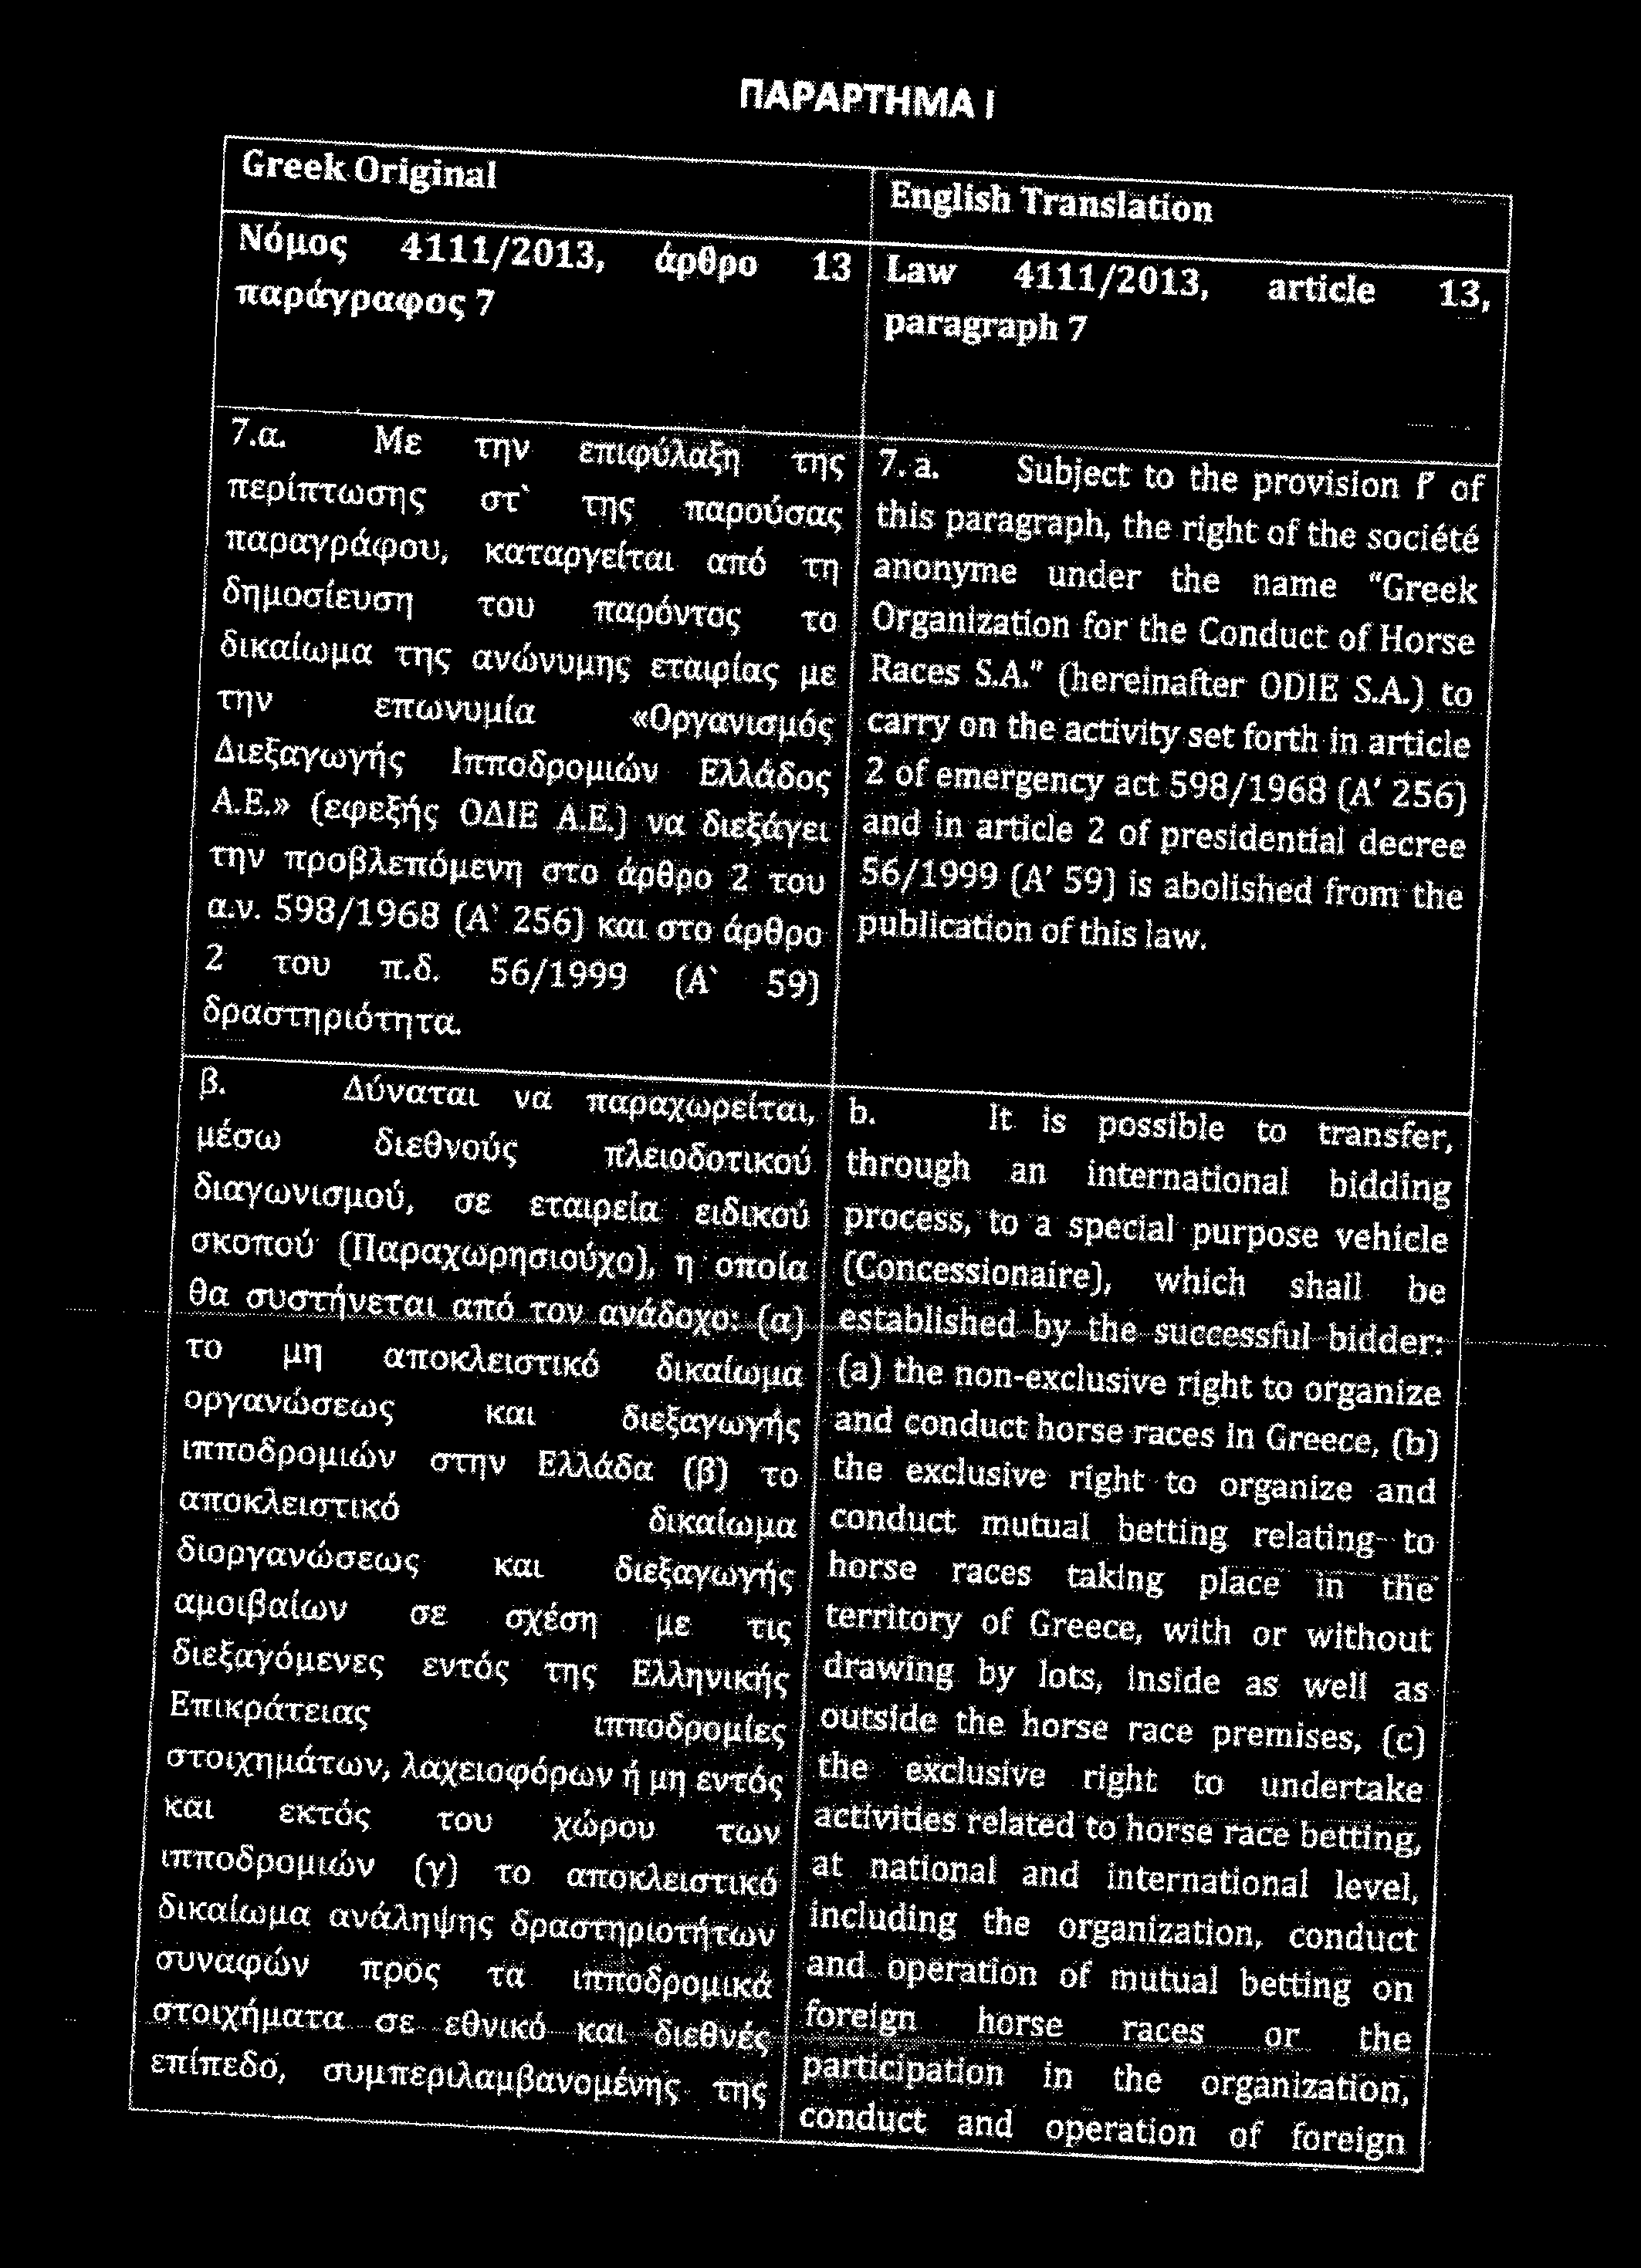 ΠΑΡΑΡΤΗΜΑ Ι
Greek Original
Νόμος 4111/2013, άρθρο 13
παράγραφος 7
7.α. Με την επιφύλαξη της
περίπτωσης στ` της παρούσας
παραγράφου, καταργείται από τη
δημοσίευση του παρόντος το
δικαίωμα της ανώνυμης εταιρίας με
την επωνυμία «Οργανισμός
Διεξαγωγής Ιπποδρομιών Ελλάδος
Α.Ε.» (εφεξής ΟΔΙΕ Α.Ε.) να διεξάγει
την προβλεπόμενη στο άρθρο 2 του
α.ν. 598/1968 (Α` 256) και στο άρθρο
2 του π.δ. 56/1999 (Α` 59)
δραστηριότητα.
β. Δύναται να παραχωρείται,
μέσω διεθνούς πλειοδοτικού
διαγωνισμού, σε εταιρεία ειδικού
σκοπού (Παραχωρησιούχο), η οποία
θα συστήνεται από τον ανάδοχο: (α)
το μη αποκλειστικό δικαίωμα
οργανώσεως και διεξαγωγής
ιπποδρομιών στην Ελλάδα (β) το
αποκλειστικό δικαίωμα
διοργανώσεως και διεξαγωγής
αμοιβαίων σε σχέση με τις
διεξαγόμενες εντός της Ελληνικής
Επικράτειας ιπποδρομίες
στοιχημάτων, λαχειοφόρων ή μη εντός
και εκτός του χώρου των
ιπποδρομιών (γ) το αποκλειστικό
δικαίωμα ανάληψης δραστηριοτήτων
συναφών προς τα ιπποδρομικά
στοιχήματα σε εθνικό και διεθνές
επίπεδο, συμπεριλαμβανομένης της
English Translation
Law 4111/2013, article 13,
paragraph 7
7. a. Subject to the provision f' of
this paragraph, the right of the société
anonyme under the name "Greek
Organization for the Conduct of Horse
Races S.A." (hereinafter ODIE S.A.) to
carry on the activity set forth in article
2 of emergency act 598/1968 (A' 256)
and in article 2 of presidential decree
56/1999 (A' 59) is abolished from the
publication of this law.
b. It is possible to transfer,
through an international bidding
process, to a special purpose vehicle
(Concessionaire), which shall be
established by the successful bidder:
(a) the non-exclusive right to organize
and conduct horse races in Greece, (b)
the exclusive right to organize and
conduct mutual betting relating to
horse races taking place in the
territory of Greece, with or without
drawing by lots, inside as well as
outside the horse race premises, (c)
the exclusive right to undertake
activities related to horse race betting,
at national and international level,
including the organization, conduct
and operation of mutual betting on
foreign horse races or the
participation in the organization,
conduct and operation of foreign